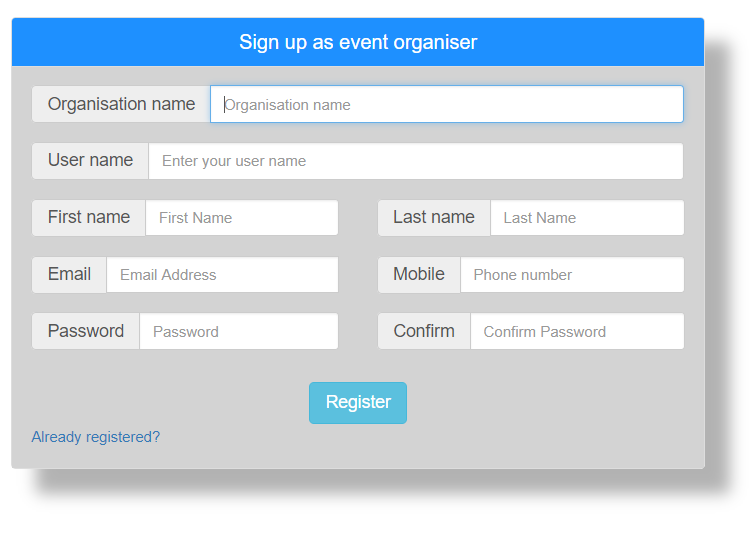 Sign up as event organiser
Organisation name Organisation name
User name Enter your user name
First name First Name Last name Last Name
Email Email Address Mobile Phone number
Password Password Confirm Confirm Password
Register
Already registered?